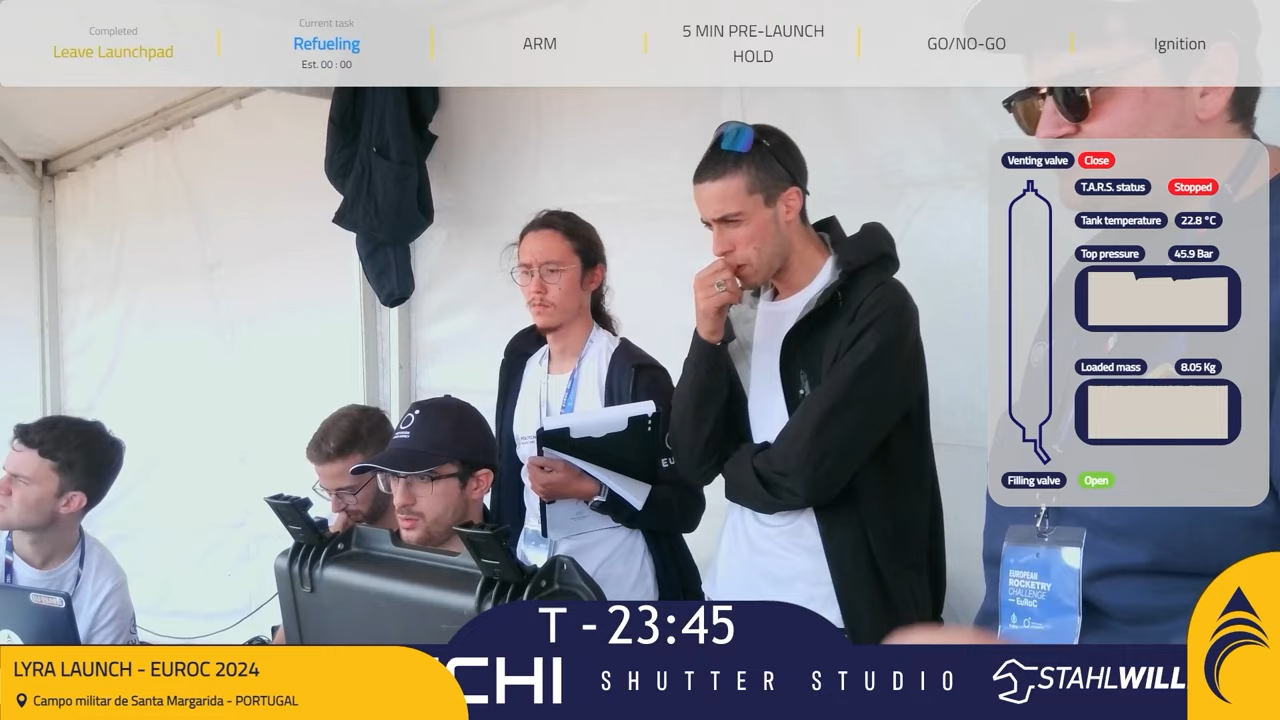 Completed
Leave Launchpad
Current task
Refueling
Est. 00 : 00
ARM
5 MIN PRE-LAUNCH
HOLD
GO/NO-GO
Ignition
Venting valve Close
T.A.R.S. status Stopped
Tank temperature 22.8 °C
Top pressure 45.9 Bar
Loaded mass 8.05 Kg
Filling valve Open
EUROPEAN
ROCKETRY
CHALLENGE
— EuRoC
T - 23:45
LYRA LAUNCH - EUROC 2024
Campo militar de Santa Margarida - PORTUGAL
CHI
SHUTTER STUDIO
STAHLWILL